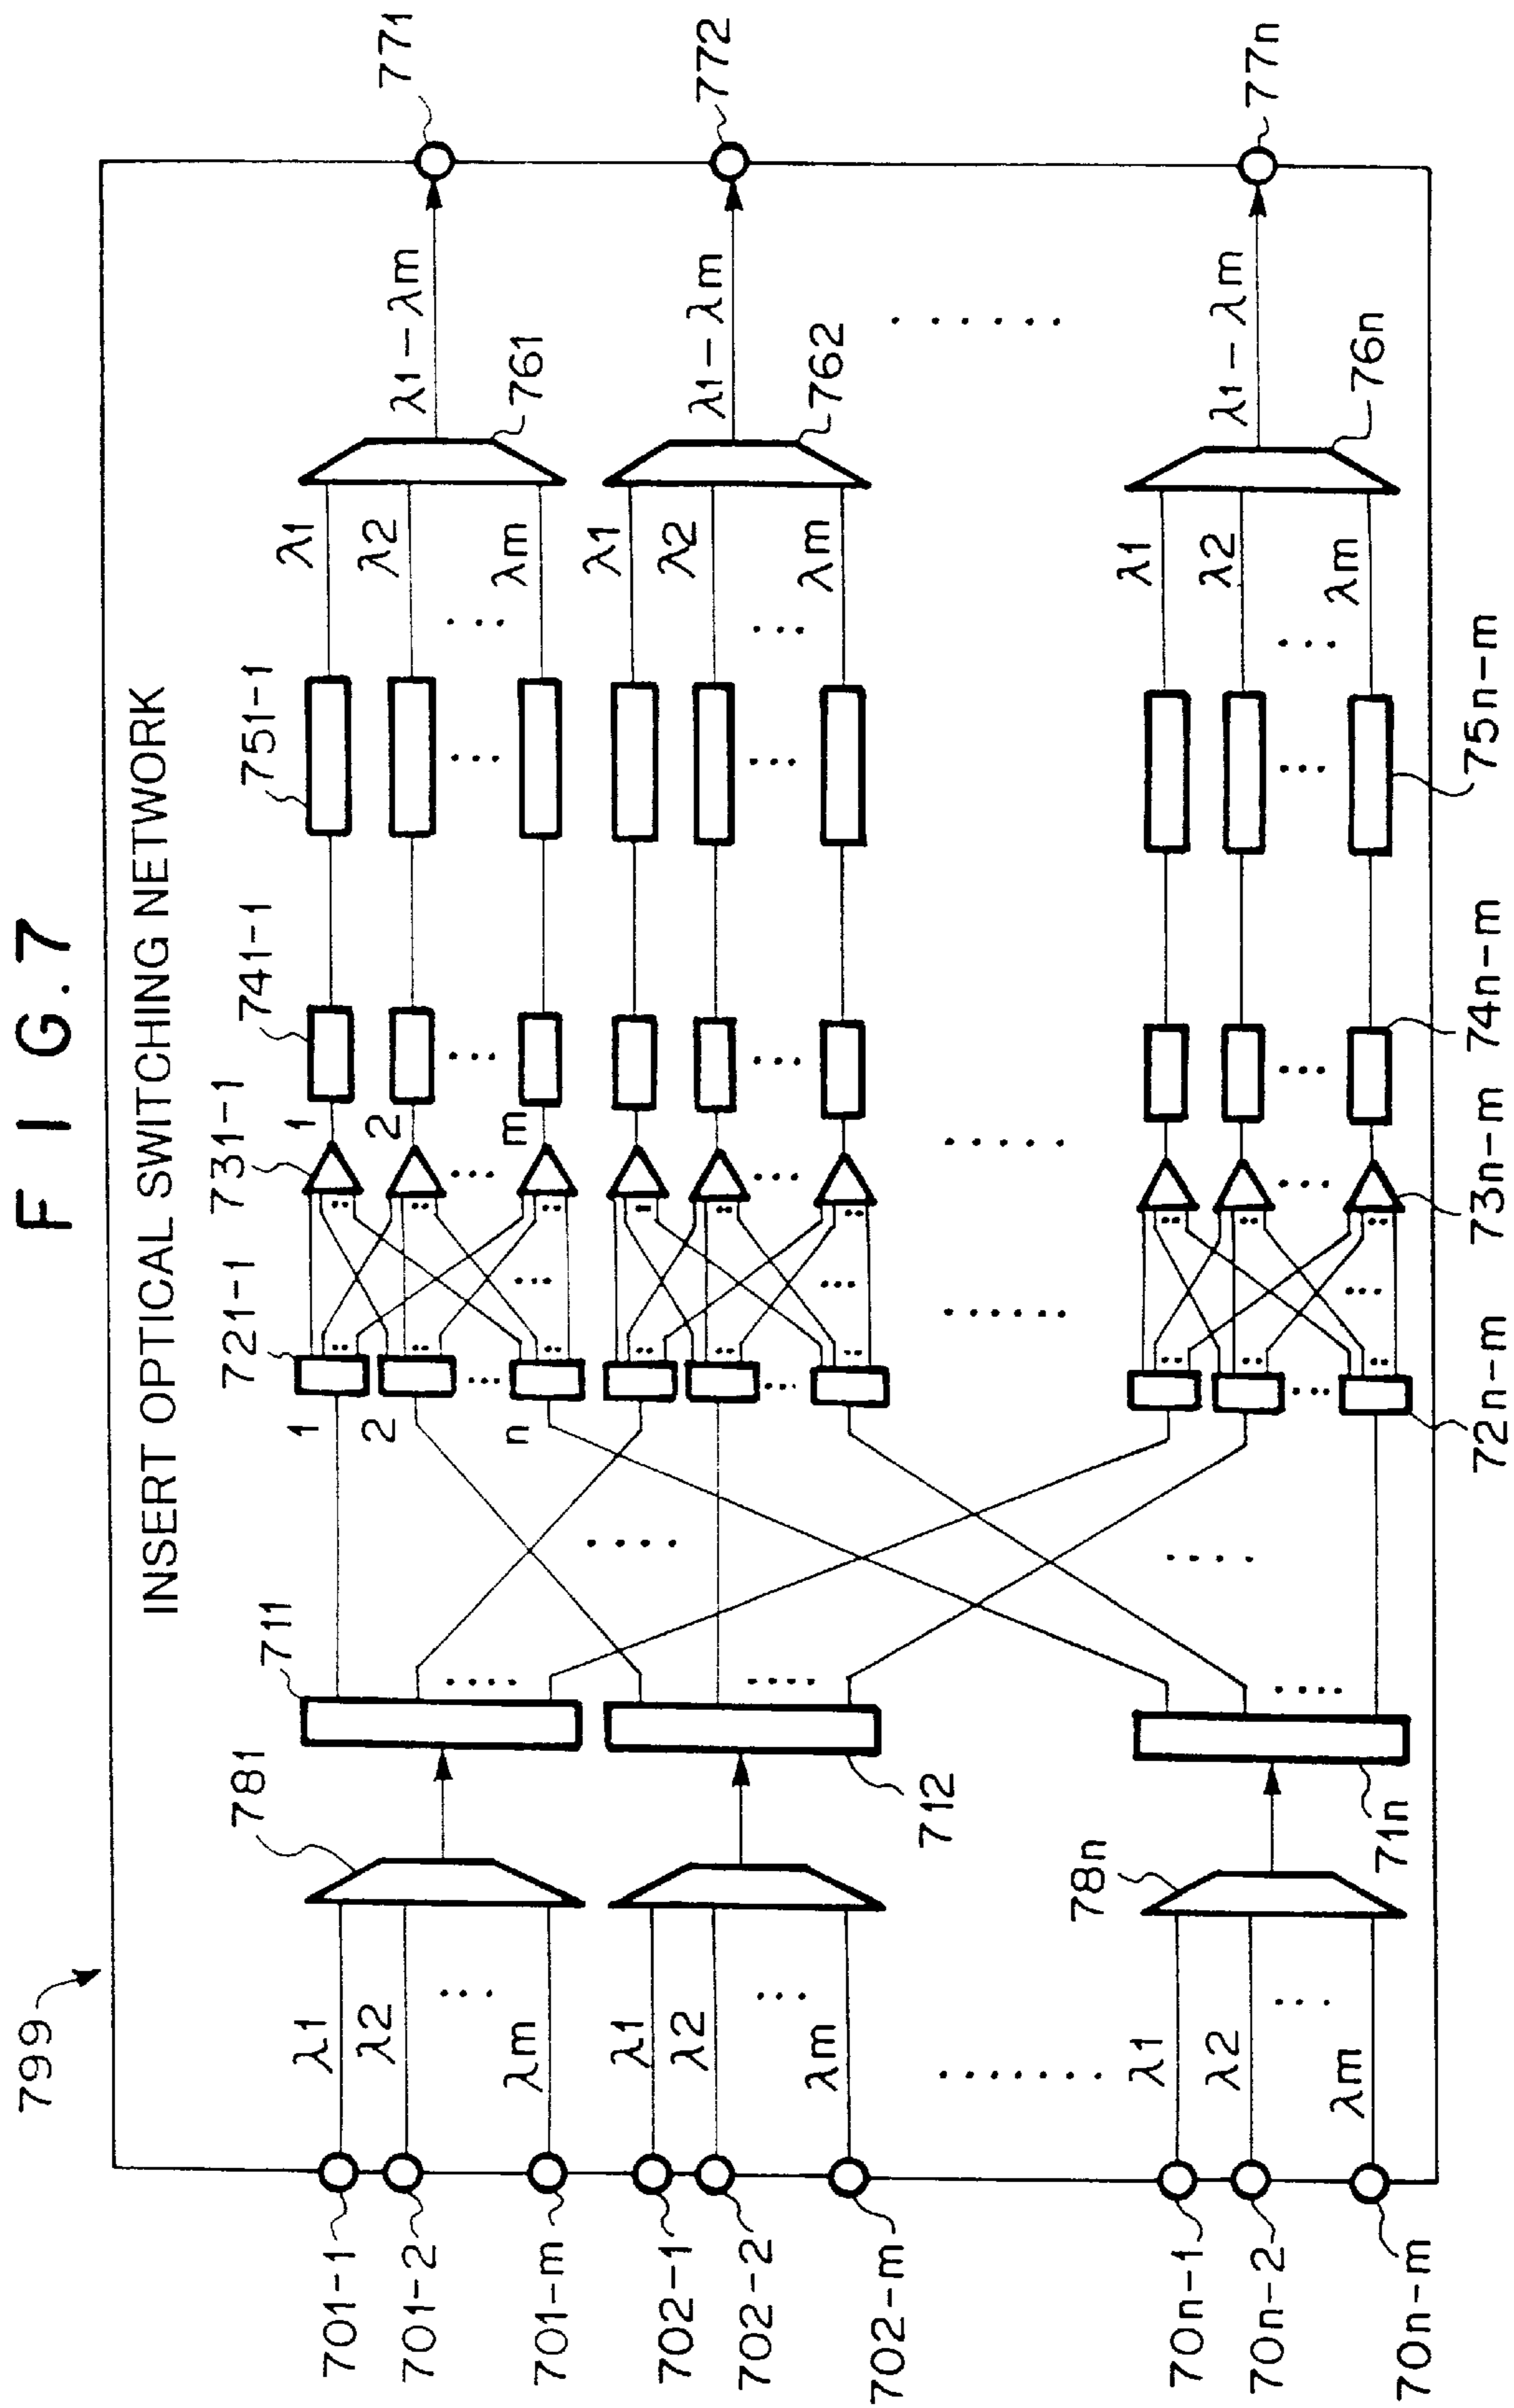 FIG.7
799
INSERT OPTICAL SWITCHING NETWORK
701-1
701-2
701-m
702-1
702-2
702-m
70n-1
70n-2
70n-m
λ1
λ2
λm
λ1
λ2
λm
λ1
λ2
λm
781
78n
711
712
71n
1
2
n
721-1
72n-m
731-1
73n-m
1
2
m
741-1
74n-m
751-1
75n-m
λ1
λ2
λm
λ1
λ2
λm
λ1
λ2
λm
761
762
76n
λ1-λm
λ1-λm
λ1-λm
771
772
77n